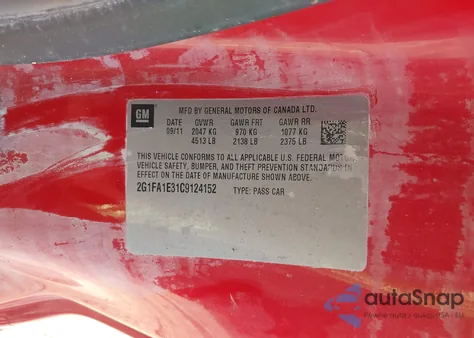 GM
MFD BY GENERAL MOTORS OF CANADA LTD.
DATE GVWR GAWR FRT GAWR RR
09/11 2047 KG 970 KG 1077 KG
4513 LB 2138 LB 2375 LB
THIS VEHICLE CONFORMS TO ALL APPLICABLE U.S. FEDERAL MOTOR
VEHICLE SAFETY, BUMPER, AND THEFT PREVENTION STANDARDS IN
EFFECT ON THE DATE OF MANUFACTURE SHOWN ABOVE.
2G1FA1E31C9124152 TYPE: PASS CAR
autoSnap